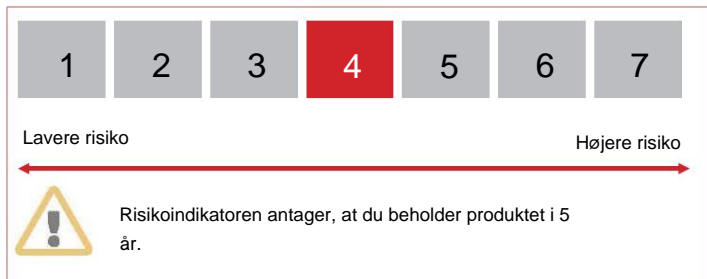 1 2 3 4 5 6 7
Lavere risiko Højere risiko
Risikoindikatoren antager, at du beholder produktet i 5
år.